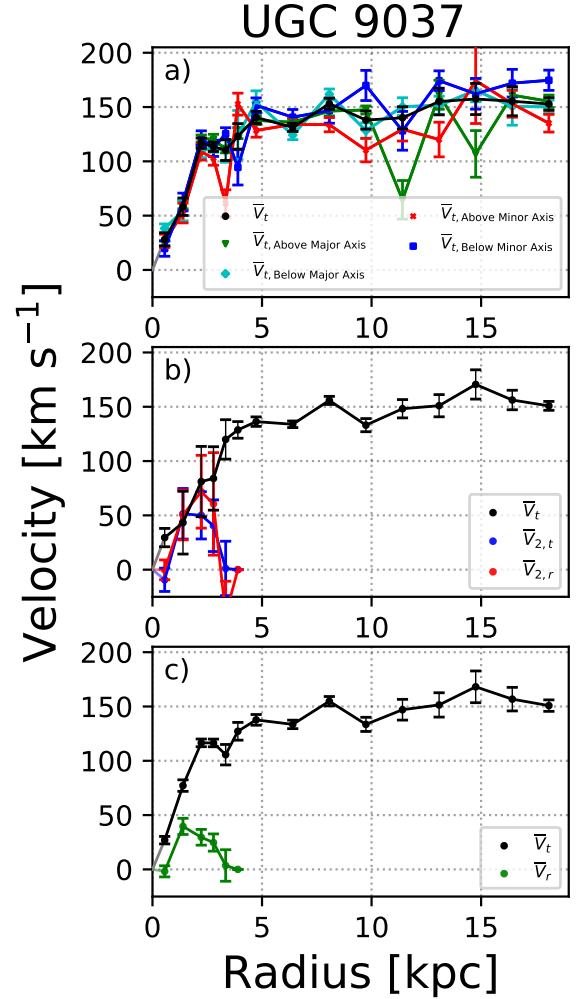 UGC 9037
a)
200
150
100
50
0
V̅t
V̅t, Above Major Axis
V̅t, Below Major Axis
V̅t, Above Minor Axis
V̅t, Below Minor Axis
0 5 10 15
b)
200
150
100
50
0
V̅t
V̅2, t
V̅2, r
0 5 10 15
c)
200
150
100
50
0
V̅t
V̅r
0 5 10 15
Velocity [km s⁻¹]
Radius [kpc]